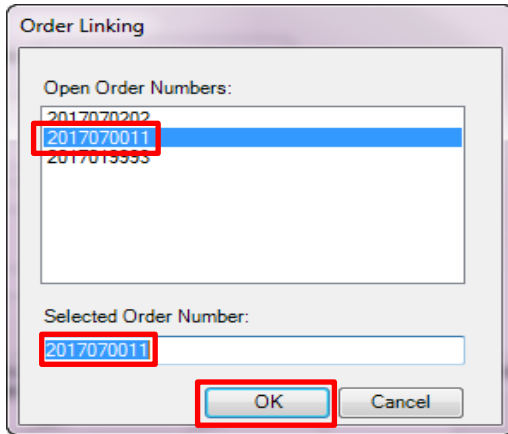 Order Linking
Open Order Numbers:
2017070202
2017070011
2017019993
Selected Order Number:
2017070011
OK
Cancel